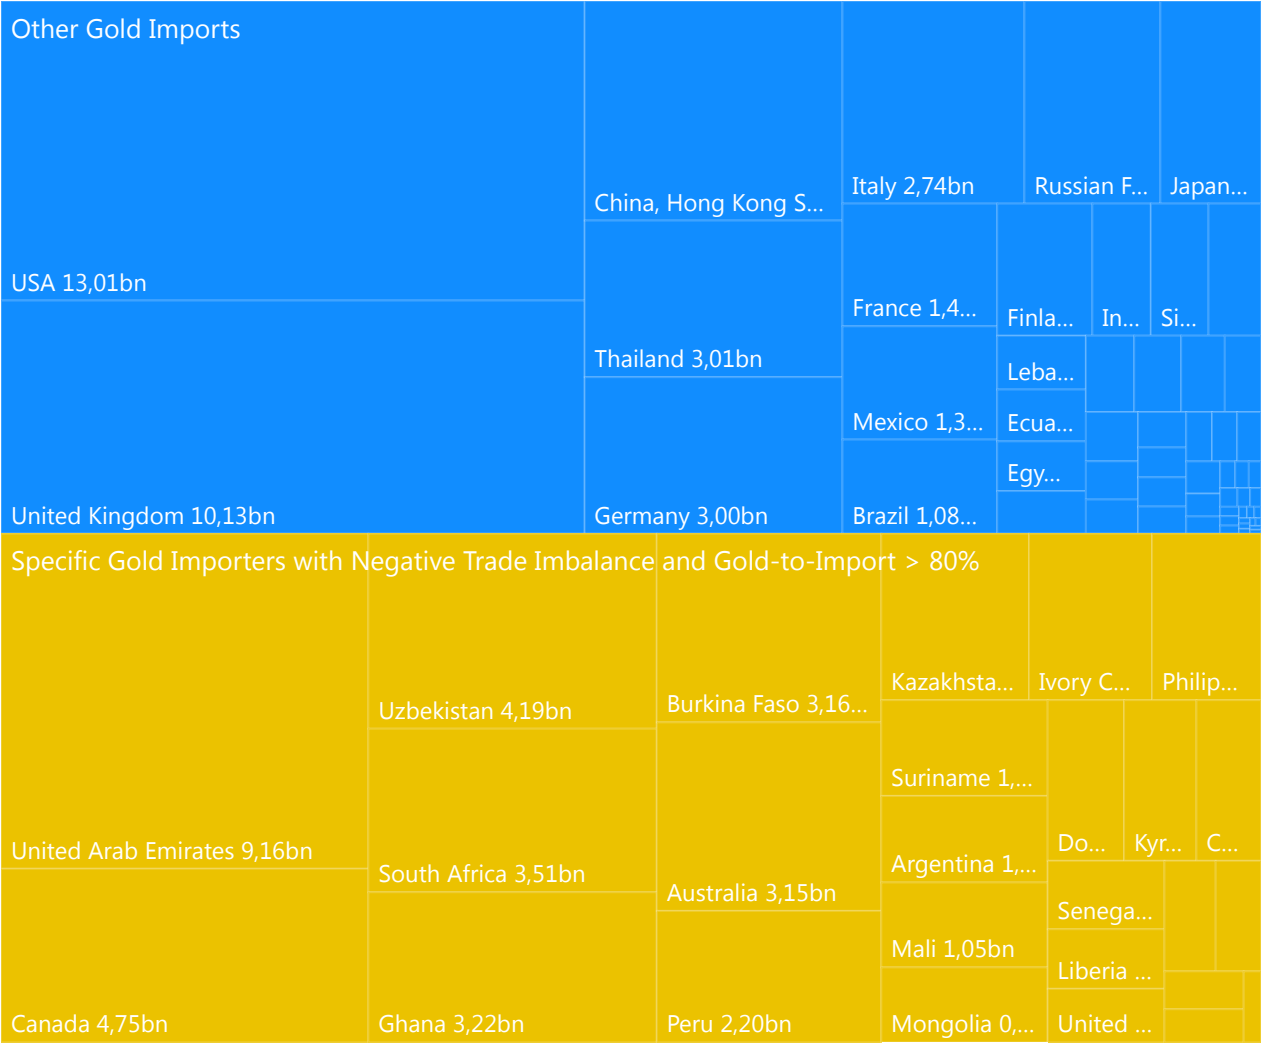 Other Gold Imports
USA 13,01bn
United Kingdom 10,13bn
China, Hong Kong S...
Thailand 3,01bn
Germany 3,00bn
Italy 2,74bn
Russian F...
Japan...
France 1,4...
Mexico 1,3...
Brazil 1,08...
Finla...
In...
Si...
Leba...
Ecua...
Egy...
Specific Gold Importers with Negative Trade Imbalance and Gold-to-Import > 80%
United Arab Emirates 9,16bn
Canada 4,75bn
Uzbekistan 4,19bn
South Africa 3,51bn
Ghana 3,22bn
Burkina Faso 3,16...
Australia 3,15bn
Peru 2,20bn
Kazakhsta...
Ivory C...
Philip...
Suriname 1,...
Argentina 1,...
Mali 1,05bn
Mongolia 0,...
Do...
Kyr...
C...
Senega...
Liberia ...
United ...